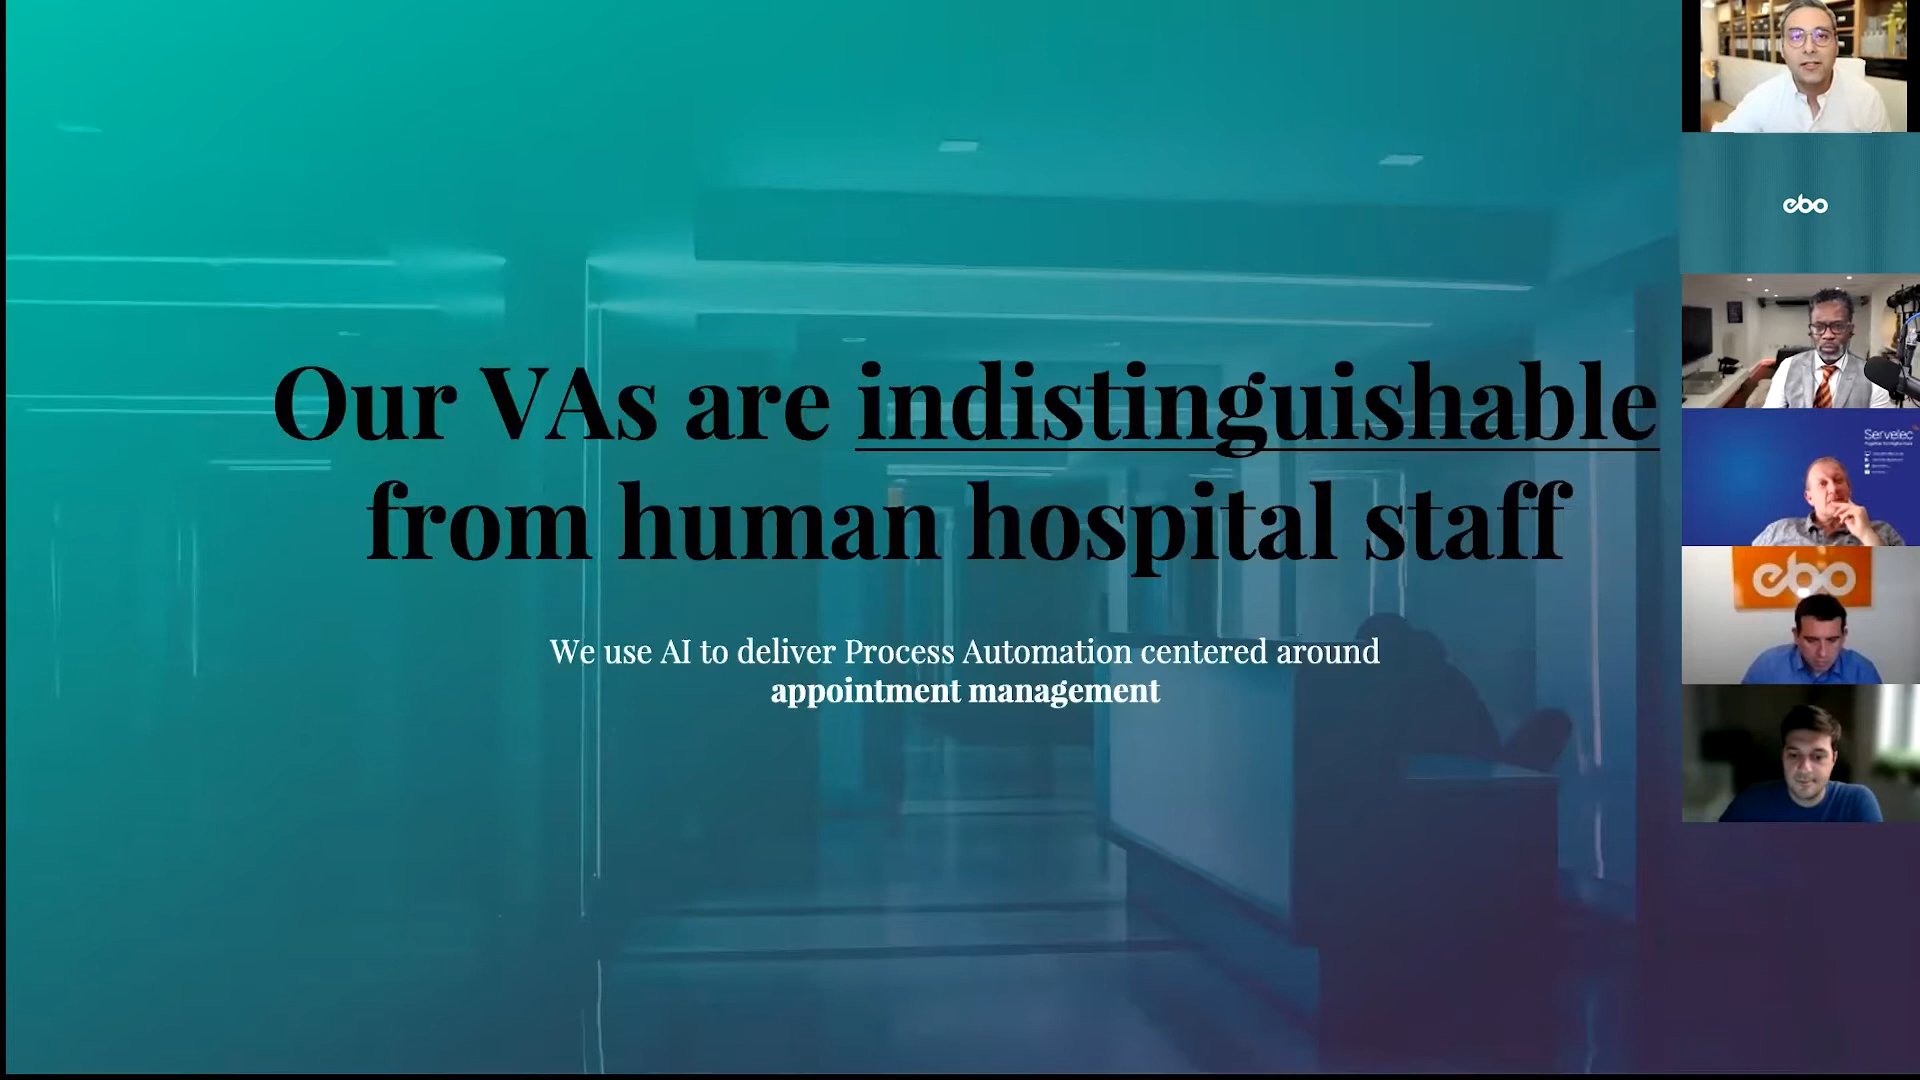 Our VAs are indistinguishable
from human hospital staff
We use AI to deliver Process Automation centered around
appointment management
ebo
Servelec
ebo